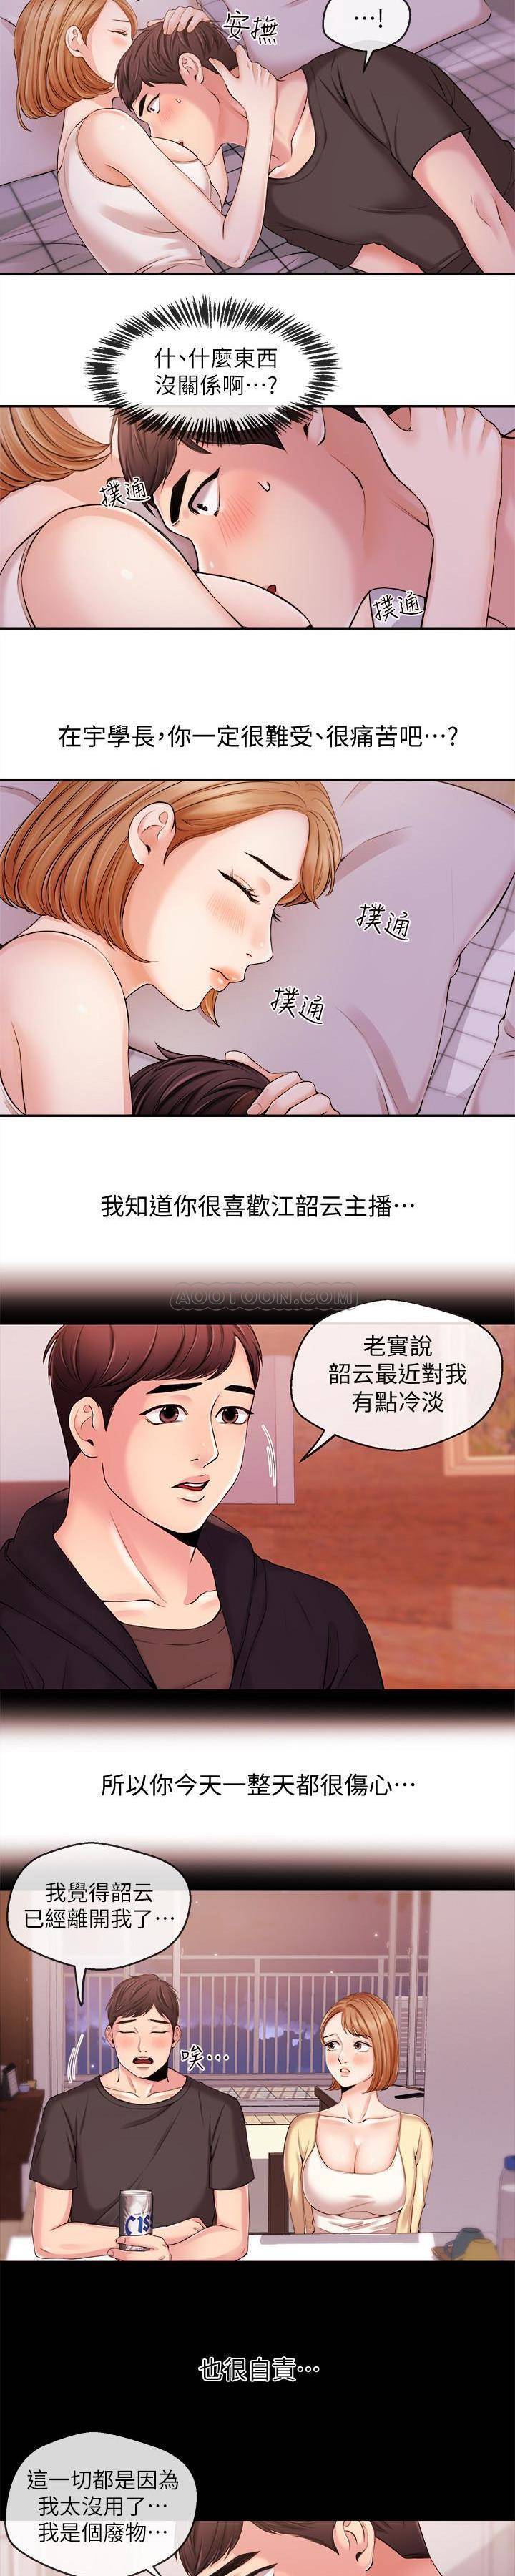 安撫
⋯!
什、什麼東西
沒關係啊⋯?
撲通
撲通
在宇學長,你一定很難受、很痛苦吧⋯?
撲通
撲通
我知道你很喜歡江韶云主播⋯
AOOTOON.COM
老實說
韶云最近對我
有點冷淡
所以你今天一整天都很傷心⋯
我覺得韶云
已經離開我了⋯
唉⋯
CIS
也很自責⋯
這一切都是因為
我太沒用了⋯
我是個廢物⋯